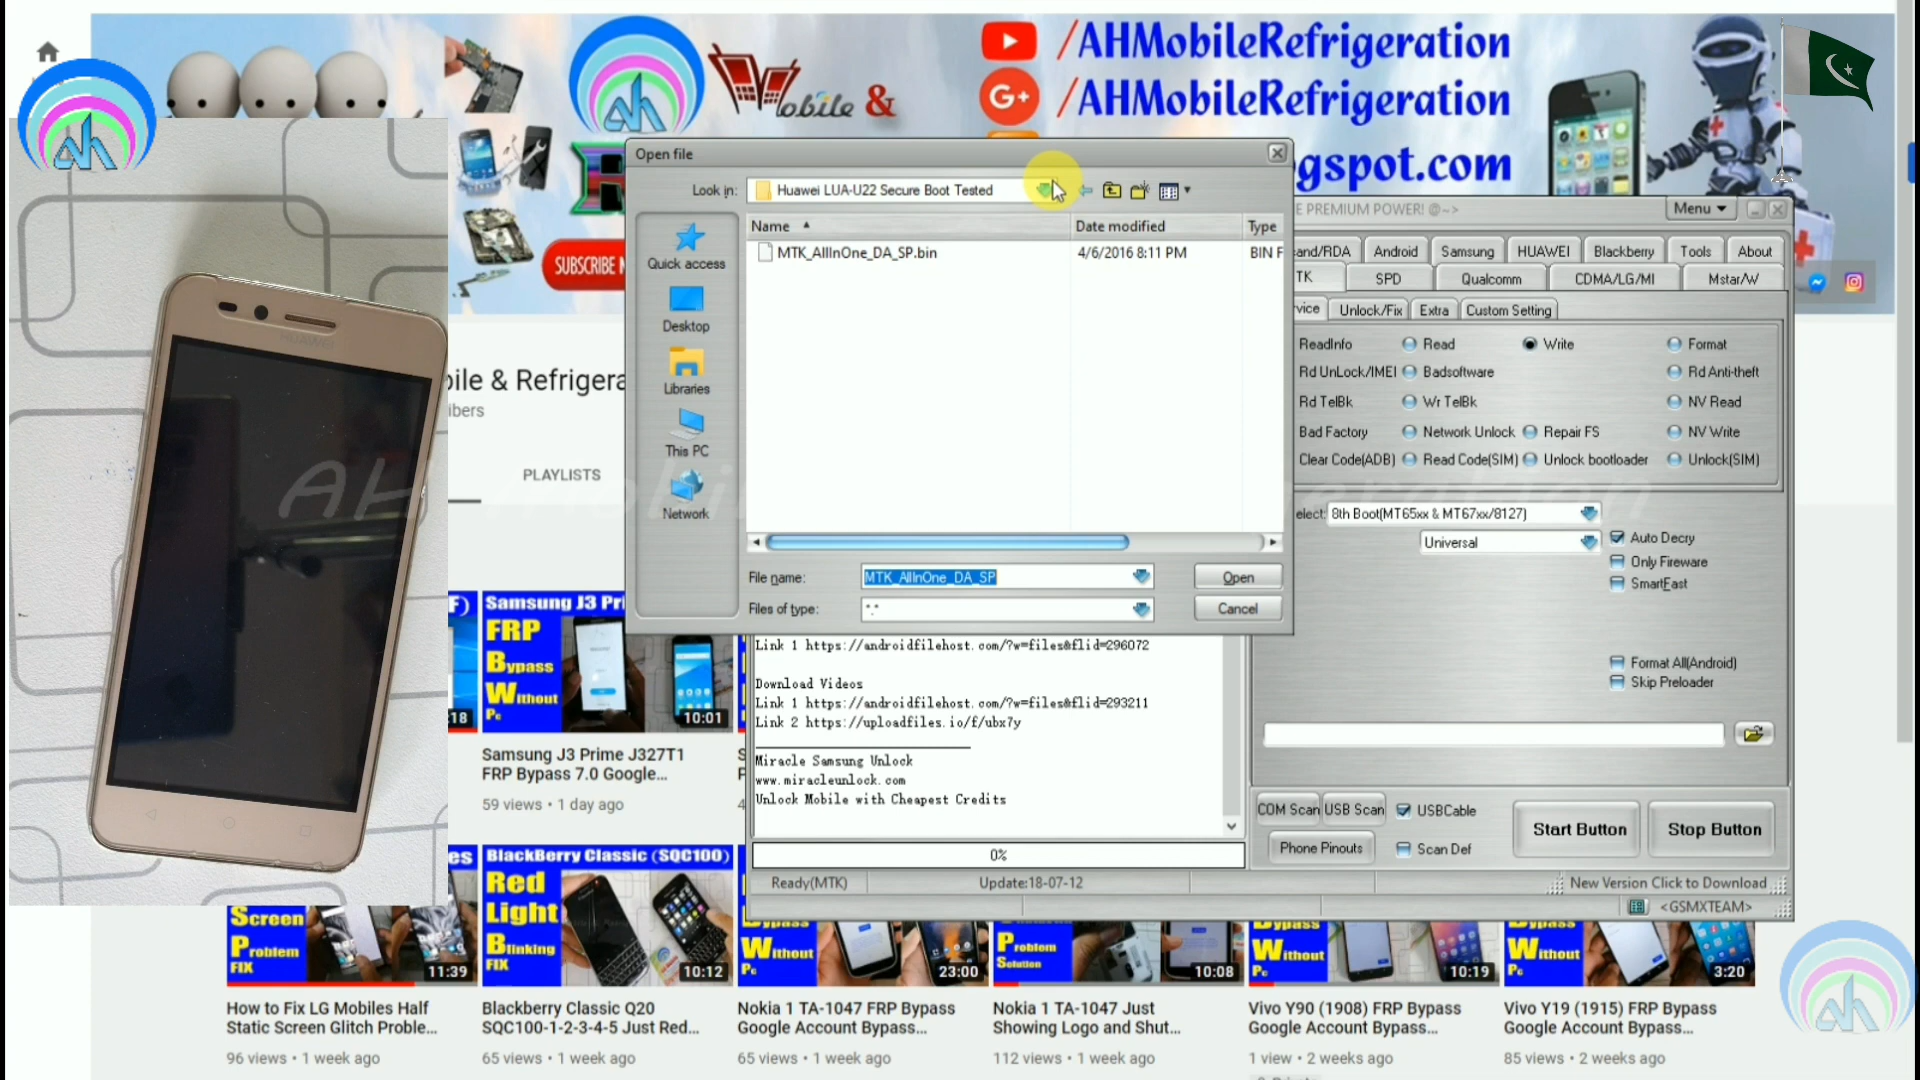 /AHMobileRefrigeration
Mobile &
G+ /AHMobileRefrigeration
gspot.com
SUBSCRIBE
ah
HUAWEI
Open file
Look in: Huawei LUA-U22 Secure Boot Tested
Name Date modified Type
MTK_AllInOne_DA_SP.bin 4/6/2016 8:11 PM BIN F
Quick access
Desktop
Libraries
This PC
Network
File name: MTK_AllInOne_DA_SP Open
Files of type: *.* Cancel
E PREMIUM POWER! @~> Menu
and/RDA Android Samsung HUAWEI Blackberry Tools About
TK SPD Qualcomm CDMA/LG/MI Mstar/W
vice Unlock/Fix Extra Custom Setting
ReadInfo Read Write Format
Rd UnLock/IMEI Badsoftware Rd Anti-theft
Rd TelBk Wr TelBk NV Read
Bad Factory Network Unlock Repair FS NV Write
Clear Code(ADB) Read Code(SIM) Unlock bootloader Unlock(SIM)
elect: 8th Boot(MT65xx & MT67xx/8127)
Universal
Auto Decry
Only Fireware
SmartEast
Format All(Android)
Skip Preloader
COM Scan USB Scan USBCable
Phone Pinouts Scan Def
Start Button Stop Button
Link 1 https://androidfilehost.com/?w=files&flid=296072
Download Videos
Link 1 https://androidfilehost.com/?w=files&flid=293211
Link 2 https://uploadfiles.io/f/ubx7y
Miracle Samsung Unlock
www.miracleunlock.com
Unlock Mobile with Cheapest Credits
0%
Ready(MTK) Update:18-07-12 New Version Click to Download
<GSMXTEAM>
bile & Refrigera
ibers
PLAYLISTS
F) :18
Samsung J3 Pri
FRP
Bypass
Without
Pc
10:01
Samsung J3 Prime J327T1
FRP Bypass 7.0 Google...
59 views • 1 day ago
es
Screen
Problem
FIX
11:39
How to Fix LG Mobiles Half
Static Screen Glitch Proble...
96 views • 1 week ago
BlackBerry Classic (SQC100)
Red
Light
Blinking
FIX
10:12
Blackberry Classic Q20
SQC100-1-2-3-4-5 Just Red...
65 views • 1 week ago
Bypass
Without
Pc
23:00
Nokia 1 TA-1047 FRP Bypass
Google Account Bypass...
65 views • 1 week ago
Problem
Solution
10:08
Nokia 1 TA-1047 Just
Showing Logo and Shut...
112 views • 1 week ago
Bypass
Without
Pc
10:19
Vivo Y90 (1908) FRP Bypass
Google Account Bypass...
1 view • 2 weeks ago
Bypass
Without
Pc
3:20
Vivo Y19 (1915) FRP Bypass
Google Account Bypass...
85 views • 2 weeks ago